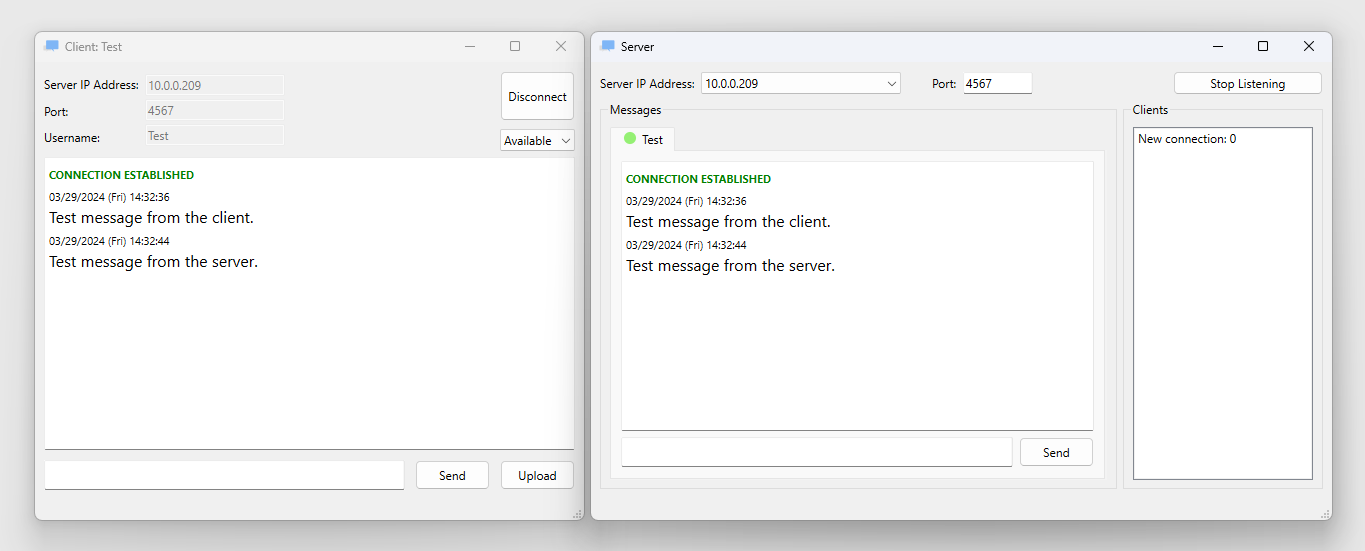 Client: Test
Server IP Address: 10.0.0.209
Disconnect
Port: 4567
Username: Test
Available
CONNECTION ESTABLISHED
03/29/2024 (Fri) 14:32:36
Test message from the client.
03/29/2024 (Fri) 14:32:44
Test message from the server.
Send
Upload
Server
Server IP Address: 10.0.0.209
Port: 4567
Stop Listening
Messages
Test
CONNECTION ESTABLISHED
03/29/2024 (Fri) 14:32:36
Test message from the client.
03/29/2024 (Fri) 14:32:44
Test message from the server.
Send
Clients
New connection: 0